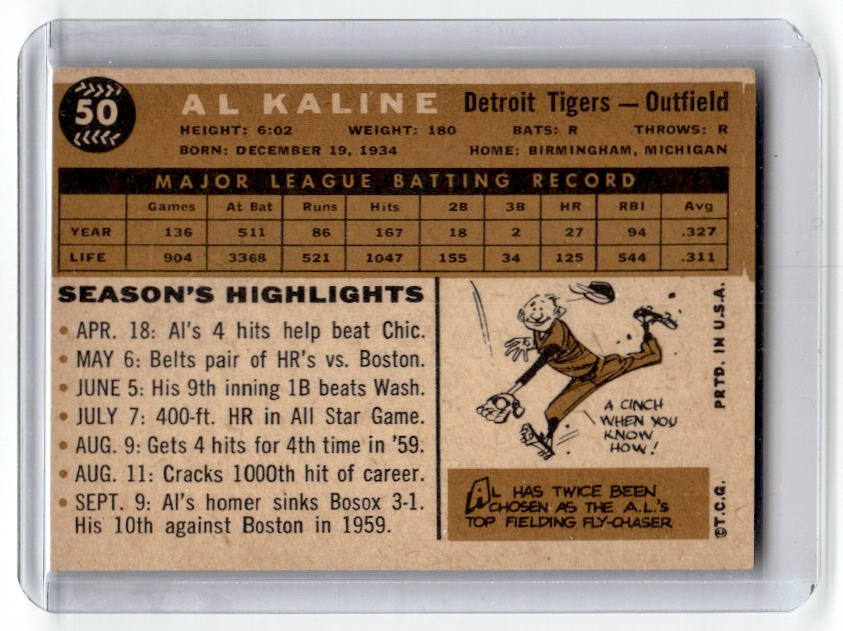 50
AL KALINE Detroit Tigers — Outfield
HEIGHT: 6:02 WEIGHT: 180 BATS: R THROWS: R
BORN: DECEMBER 19, 1934 HOME: BIRMINGHAM, MICHIGAN
MAJOR LEAGUE BATTING RECORD
Games At Bat Runs Hits 2B 3B HR RBI Avg
YEAR 136 511 86 167 18 2 27 94 .327
LIFE 904 3368 521 1047 155 34 125 544 .311
SEASON'S HIGHLIGHTS
• APR. 18: Al's 4 hits help beat Chic.
• MAY 6: Belts pair of HR's vs. Boston.
• JUNE 5: His 9th inning 1B beats Wash.
• JULY 7: 400-ft. HR in All Star Game.
• AUG. 9: Gets 4 hits for 4th time in '59.
• AUG. 11: Cracks 1000th hit of career.
• SEPT. 9: Al's homer sinks Bosox 3-1.
His 10th against Boston in 1959.
A CINCH
WHEN YOU
KNOW
HOW!
AL HAS TWICE BEEN
CHOSEN AS THE A.L.'S
TOP FIELDING FLY-CHASER
©T.C.G. PRTD. IN U.S.A.